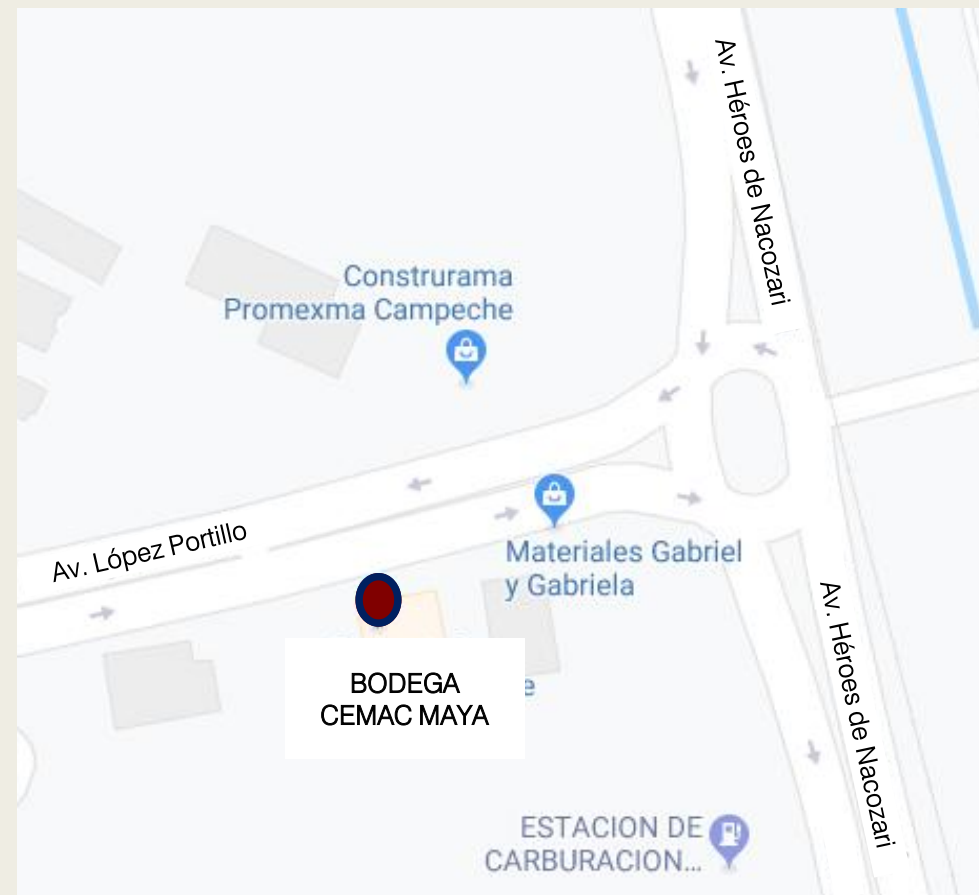 Av. Héroes de Nacozari
Construrama
Promexma Campeche
Av. López Portillo
Materiales Gabriel
y Gabriela
BODEGA
CEMAC MAYA
Av. Héroes de Nacozari
ESTACION DE
CARBURACION...